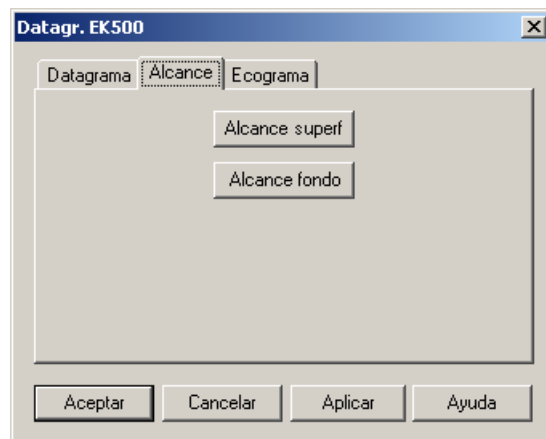 Datagr. EK500
Datagrama Alcance Ecograma
Alcance superf
Alcance fondo
Aceptar Cancelar Aplicar Ayuda